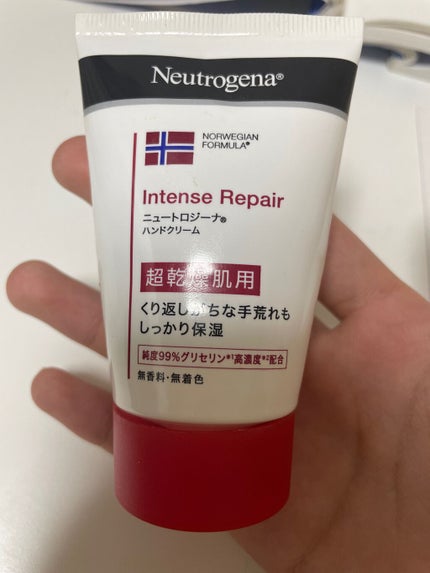 Neutrogena®
NORWEGIAN
FORMULA®
Intense Repair
ニュートロジーナ®
ハンドクリーム
超乾燥肌用
くり返しがちな手荒れも
しっかり保湿
純度99%グリセリン*1高濃度*2配合
無香料・無着色